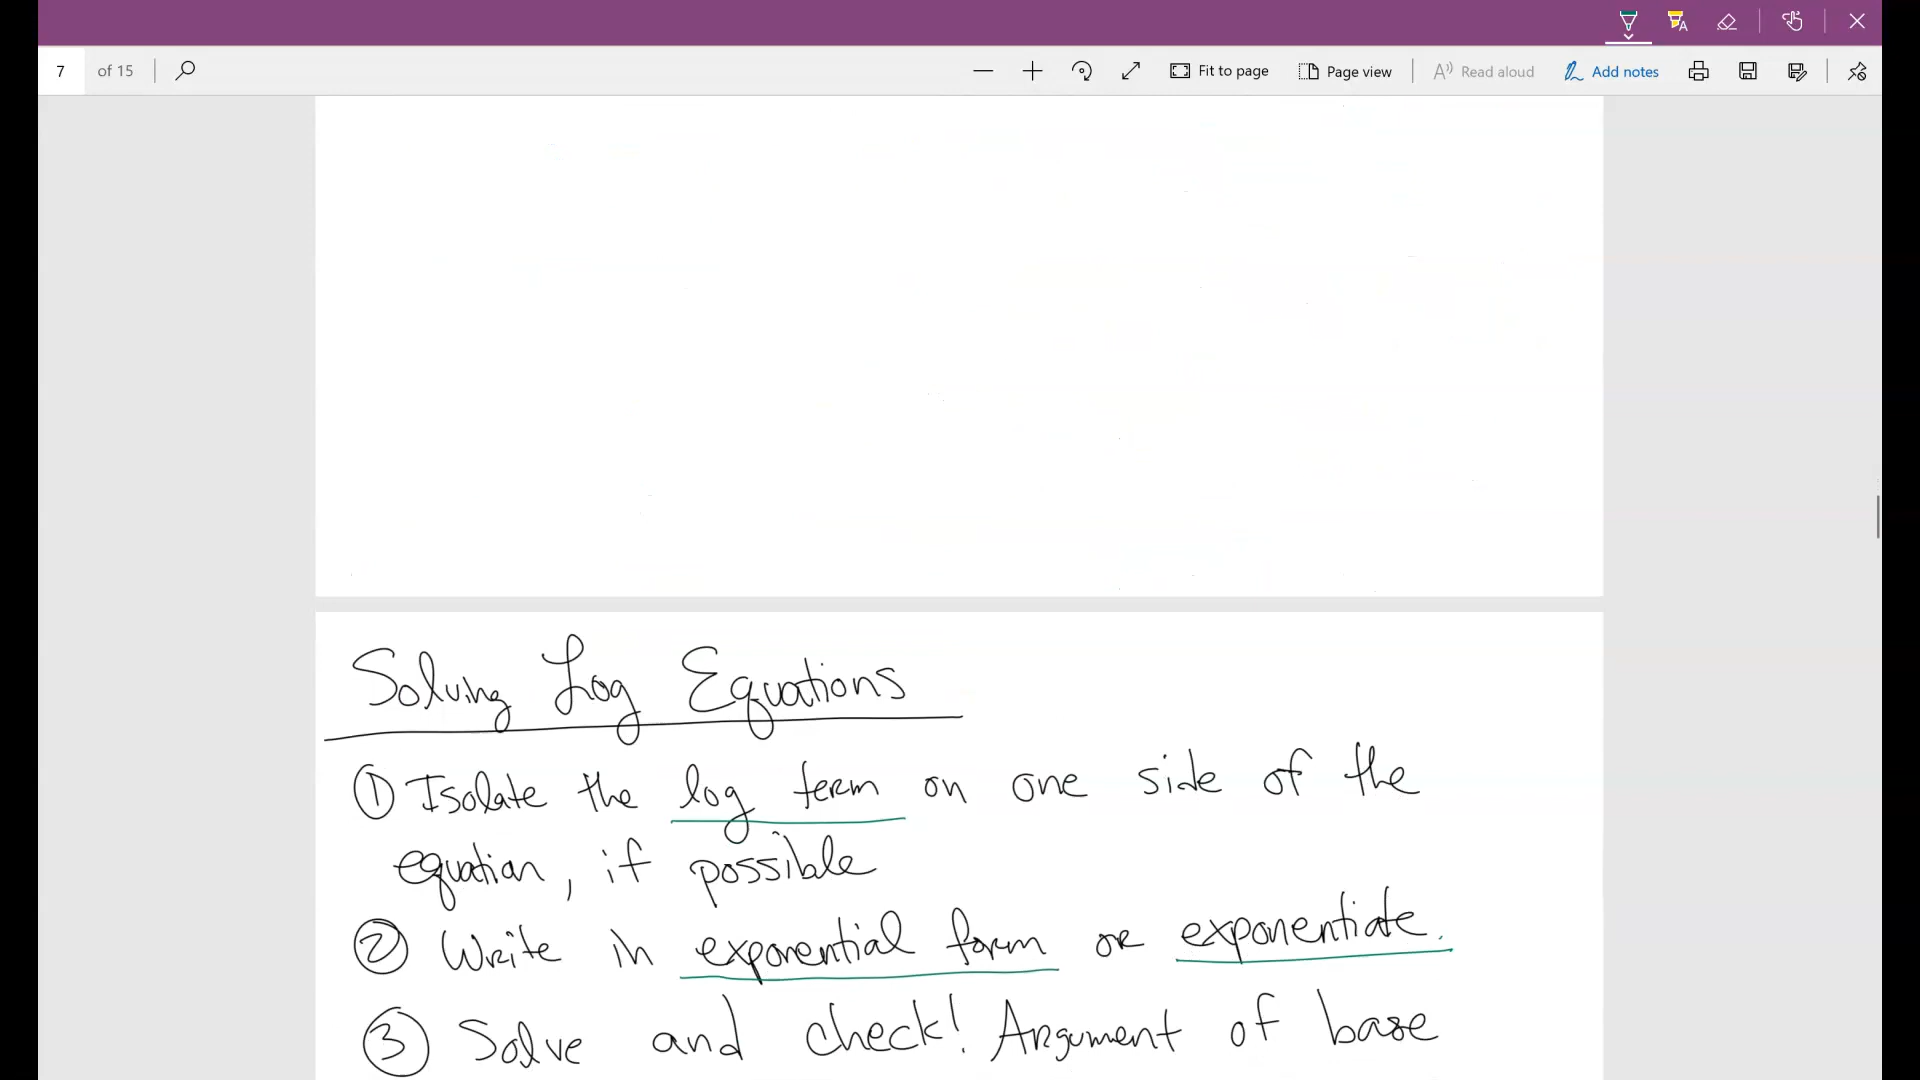 7 of 15 Fit to page Page view Read aloud Add notes
Solving Log Equations
① Isolate the log term on one side of the
equation, if possible
② Write in exponential form or exponentiate.
③ Solve and check! Argument of base